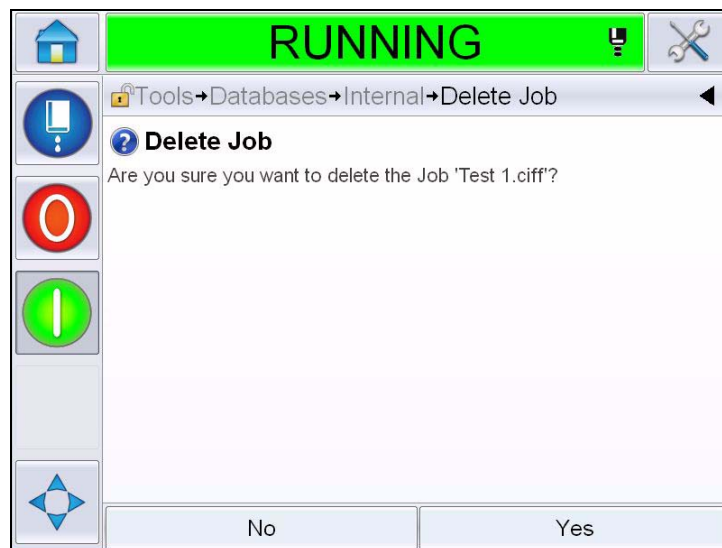 RUNNING
Tools→Databases→Internal→Delete Job
Delete Job
Are you sure you want to delete the Job 'Test 1.ciff'?
No
Yes